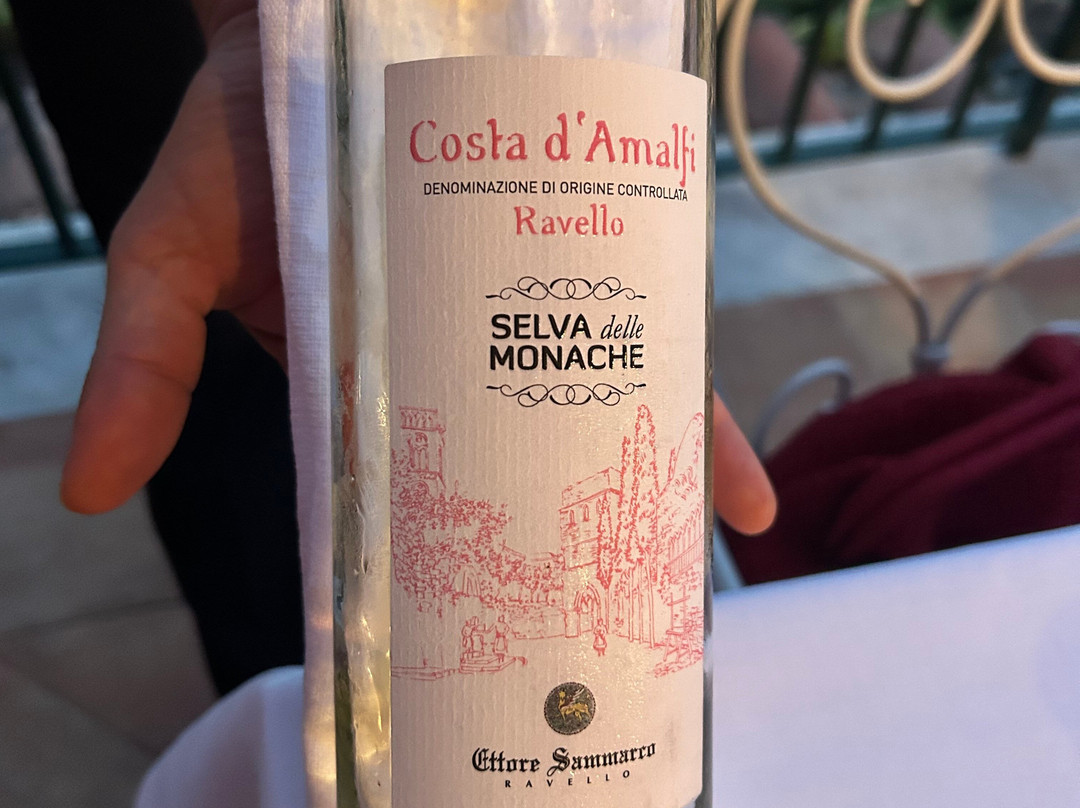 Costa d'Amalfi
DENOMINAZIONE DI ORIGINE CONTROLLATA
Ravello
SELVA delle
MONACHE
Ettore Sammarco
RAVELLO